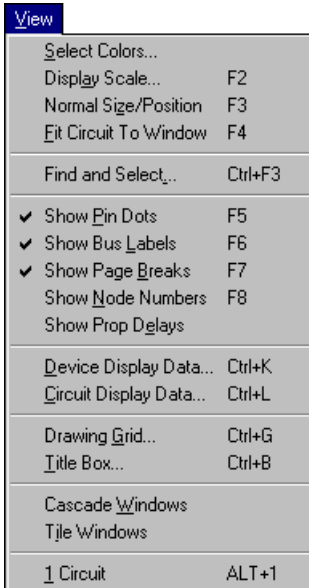 View
Select Colors...
Display Scale... F2
Normal Size/Position F3
Fit Circuit To Window F4
Find and Select... Ctrl+F3
✔ Show Pin Dots F5
✔ Show Bus Labels F6
✔ Show Page Breaks F7
Show Node Numbers F8
Show Prop Delays
Device Display Data... Ctrl+K
Circuit Display Data... Ctrl+L
Drawing Grid... Ctrl+G
Title Box... Ctrl+B
Cascade Windows
Tile Windows
1 Circuit ALT+1